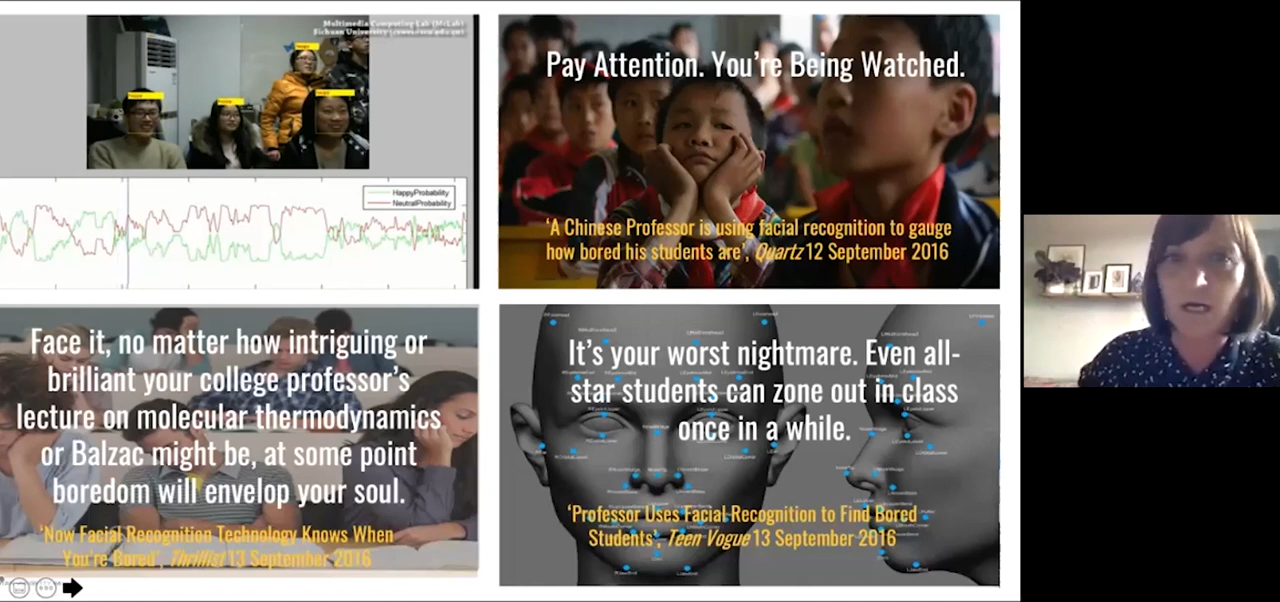 Multimedia Computing Lab (McLab)
HappyProbability
NeutralProbability
Pay Attention. You're Being Watched.
'A Chinese Professor is using facial recognition to gauge
how bored his students are', Quartz 12 September 2016
Face it, no matter how intriguing or
brilliant your college professor's
lecture on molecular thermodynamics
or Balzac might be, at some point
boredom will envelop your soul.
'Now Facial Recognition Technology Knows When
You're Bored', Thrillist 13 September 2016
It's your worst nightmare. Even all-
star students can zone out in class
once in a while.
'Professor Uses Facial Recognition to Find Bored
Students', Teen Vogue 13 September 2016